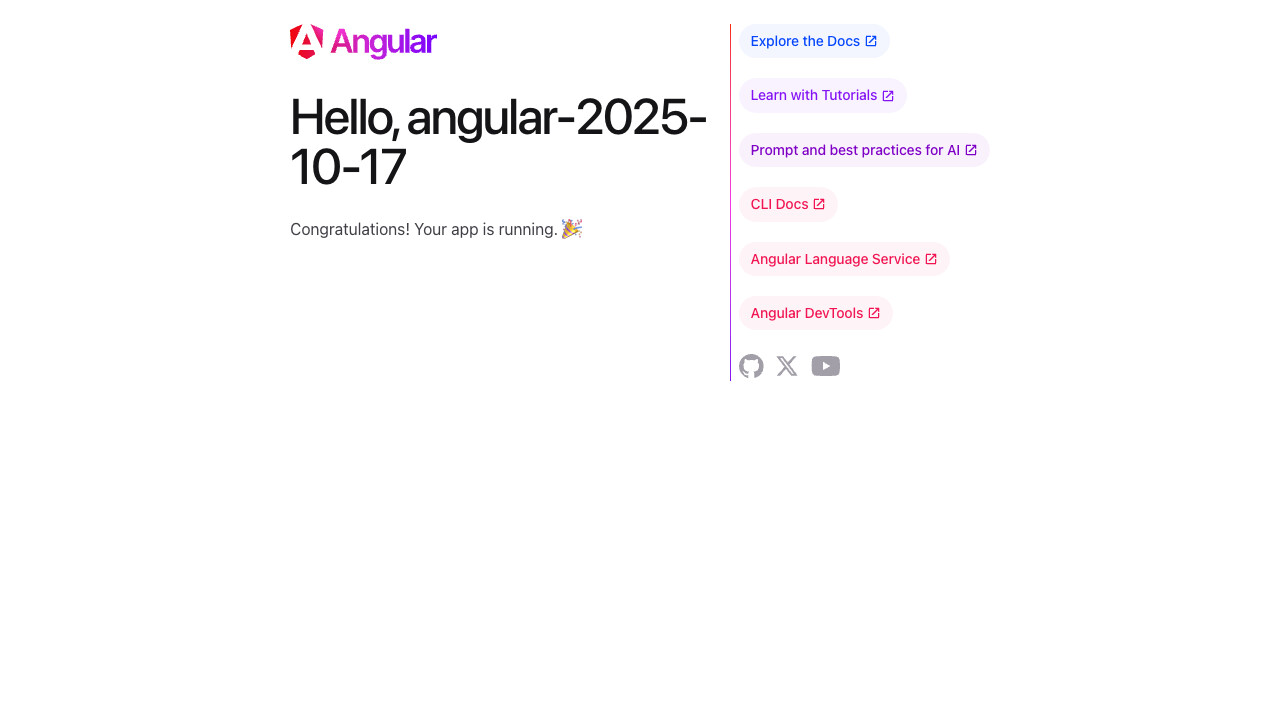 Angular
Hello, angular-2025-
10-17
Congratulations! Your app is running. 🎉
Explore the Docs
Learn with Tutorials
Prompt and best practices for AI
CLI Docs
Angular Language Service
Angular DevTools